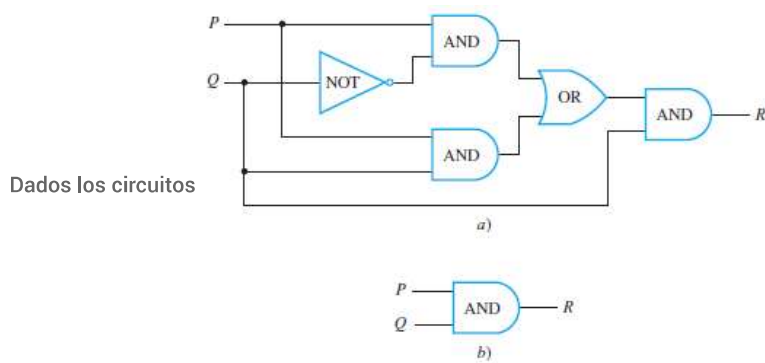 P
AND
Q
NOT
OR
AND
R
AND
Dados los circuitos
a)
P
AND
R
Q
b)